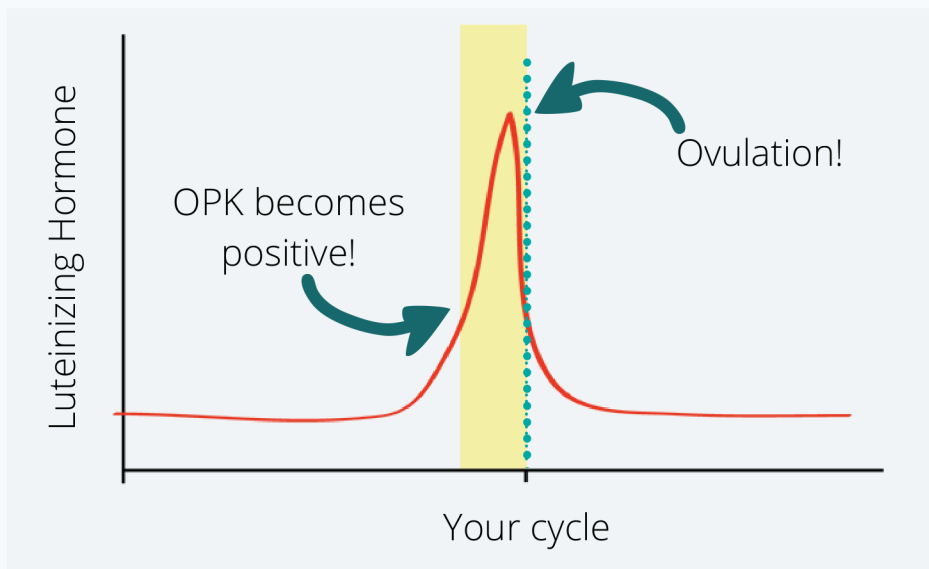 Luteinizing Hormone
OPK becomes
positive!
Ovulation!
Your cycle